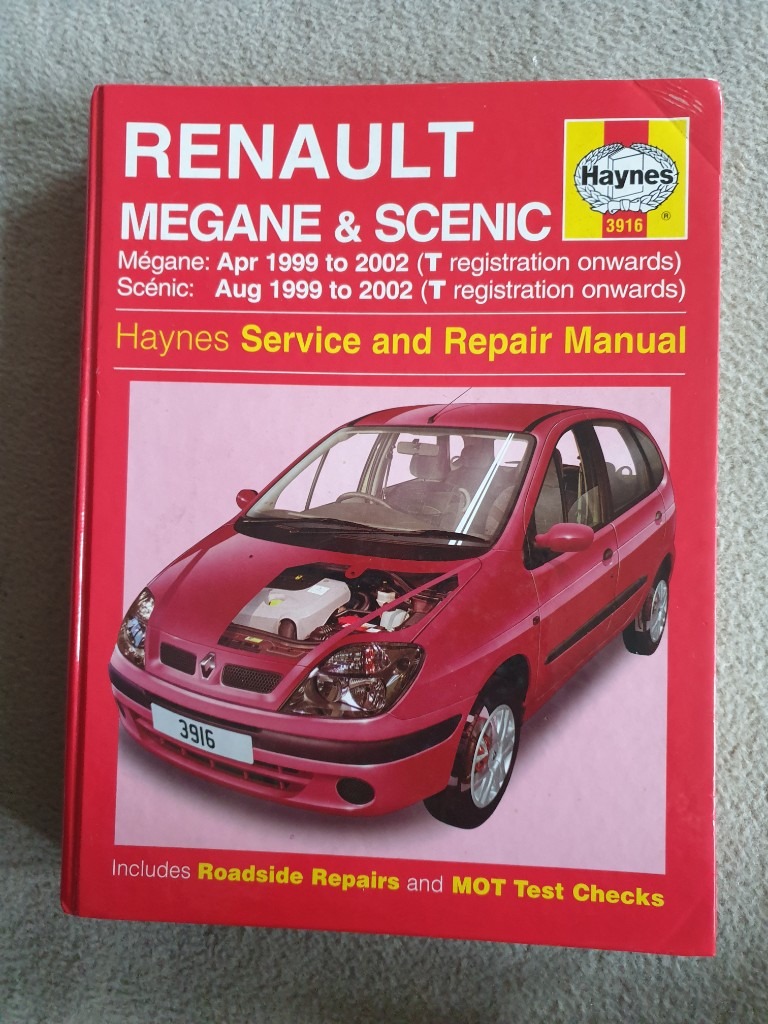 RENAULT
Haynes
3916
®
MEGANE & SCENIC
Mégane: Apr 1999 to 2002 (T registration onwards)
Scénic: Aug 1999 to 2002 (T registration onwards)
Haynes Service and Repair Manual
3916
Includes Roadside Repairs and MOT Test Checks